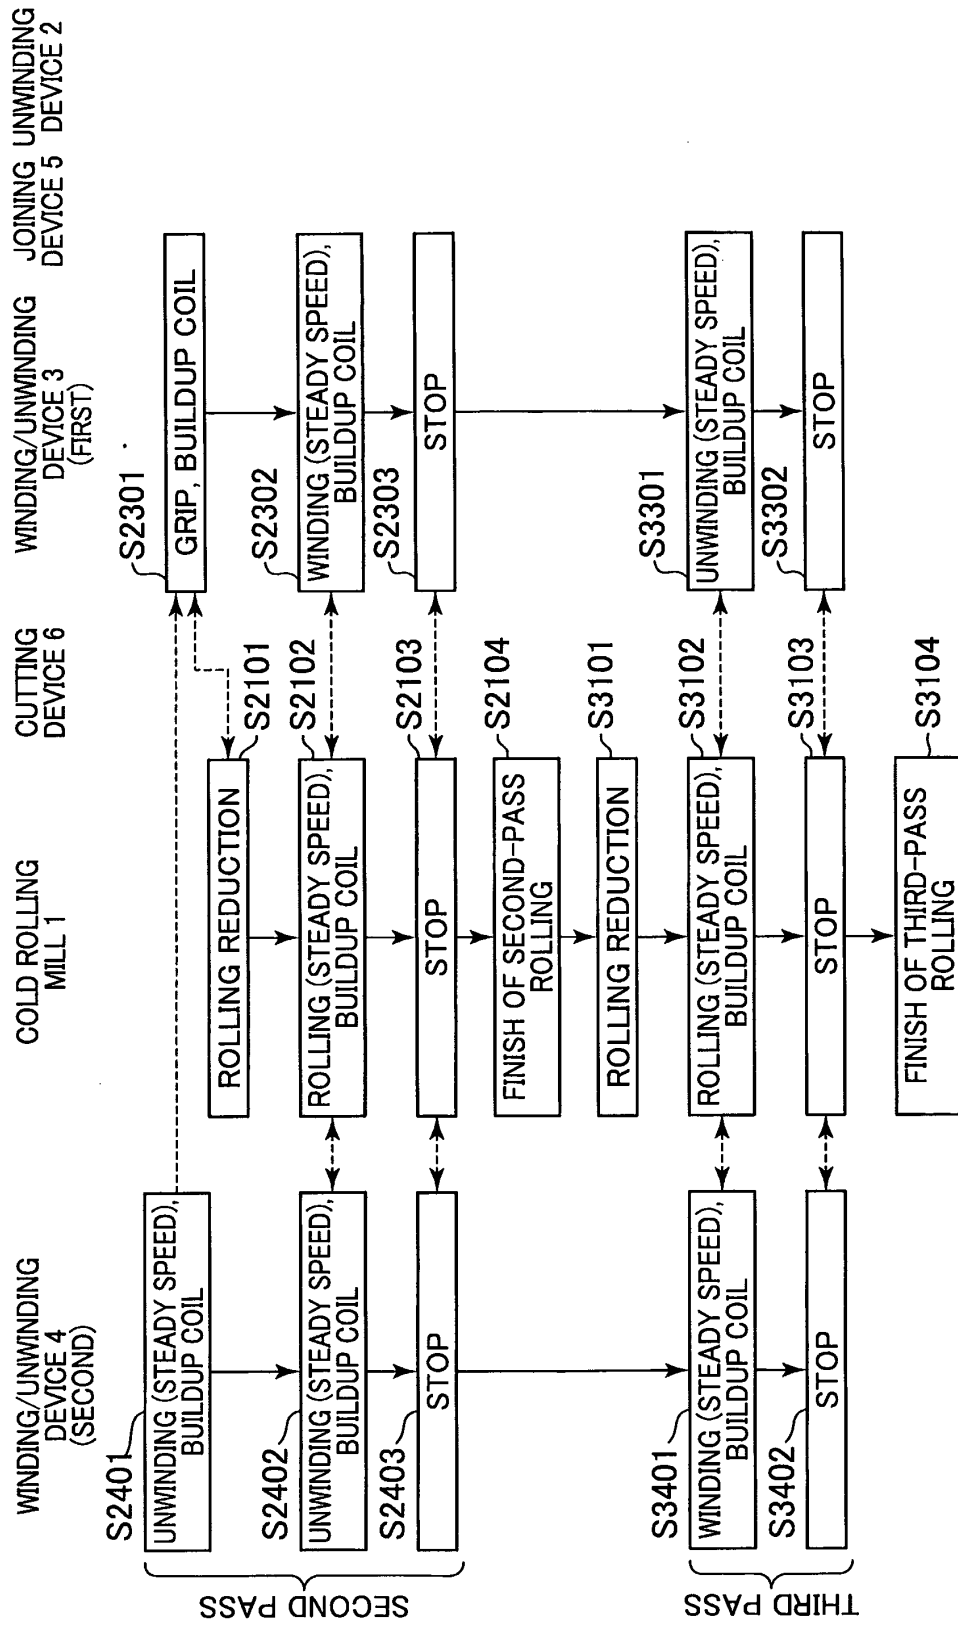 WINDING/UNWINDING
DEVICE 4
(SECOND)
COLD ROLLING
MILL 1
CUTTING
DEVICE 6
WINDING/UNWINDING
DEVICE 3
(FIRST)
JOINING
DEVICE 5
UNWINDING
DEVICE 2
SECOND PASS
S2401
UNWINDING (STEADY SPEED),
BUILDUP COIL
S2301
GRIP, BUILDUP COIL
ROLLING REDUCTION
S2101
S2402
UNWINDING (STEADY SPEED),
BUILDUP COIL
ROLLING (STEADY SPEED),
BUILDUP COIL
S2102
S2302
WINDING (STEADY SPEED),
BUILDUP COIL
S2403
STOP
STOP
S2103
S2303
STOP
FINISH OF SECOND-PASS
ROLLING
S2104
ROLLING REDUCTION
S3101
THIRD PASS
S3401
WINDING (STEADY SPEED),
BUILDUP COIL
ROLLING (STEADY SPEED),
BUILDUP COIL
S3102
S3301
UNWINDING (STEADY SPEED),
BUILDUP COIL
S3402
STOP
STOP
S3103
S3302
STOP
FINISH OF THIRD-PASS
ROLLING
S3104